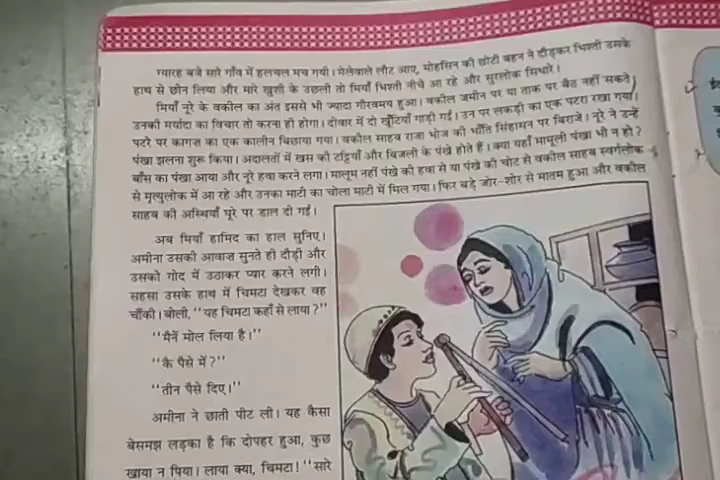 ग्यारह बजे सारे गाँव में हलचल मच गयी। मेलेवाले लौट आए, मोहसिन की छोटी बहन ने दौड़कर भिश्ती उसके
हाथ से छीन लिया और मारे खुशी के उछली तो मियाँ भिश्ती नीचे आ रहे और सुरलोक सिधारे।
मियाँ नूरे के वकील का अंत इससे भी ज्यादा गौरवमय हुआ। वकील जमीन पर या ताक पर बैठ नहीं सकते।
उनकी मर्यादा का विचार तो करना ही होगा। दीवार में दो खूँटियाँ गाड़ी गईं। उन पर लकड़ी का एक पटरा रखा गया।
पटरे पर कागज का एक कालीन बिछाया गया। वकील साहब राजा भोज की भाँति सिंहासन पर बिराजे। नूरे ने उन्हें
पंखा झलना शुरू किया। अदालतों में खस की टट्टियाँ और बिजली के पंखे होते हैं। क्या यहाँ मामूली पंखा भी न हो?
बाँस का पंखा आया और नूरे हवा करने लगा। मालूम नहीं पंखे की हवा से या पंखे की चोट से वकील साहब स्वर्गलोक
से मृत्युलोक में आ रहे और उनका माटी का चोला माटी में मिल गया। फिर बड़े जोर-शोर से मातम हुआ और वकील
साहब की अस्थियाँ घूरे पर डाल दी गईं।
अब मियाँ हामिद का हाल सुनिए।
अमीना उसकी आवाज सुनते ही दौड़ी और
उसको गोद में उठाकर प्यार करने लगी।
सहसा उसके हाथ में चिमटा देखकर वह
चौंकी। बोली, ‘‘यह चिमटा कहाँ से लाया?’’
‘‘मैनें मोल लिया है।’’
‘‘कै पैसे में?’’
‘‘तीन पैसे दिए।’’
अमीना ने छाती पीट ली। यह कैसा
बेसमझ लड़का है कि दोपहर हुआ, कुछ
खाया न पिया। लाया क्या, चिमटा! ‘‘सारे